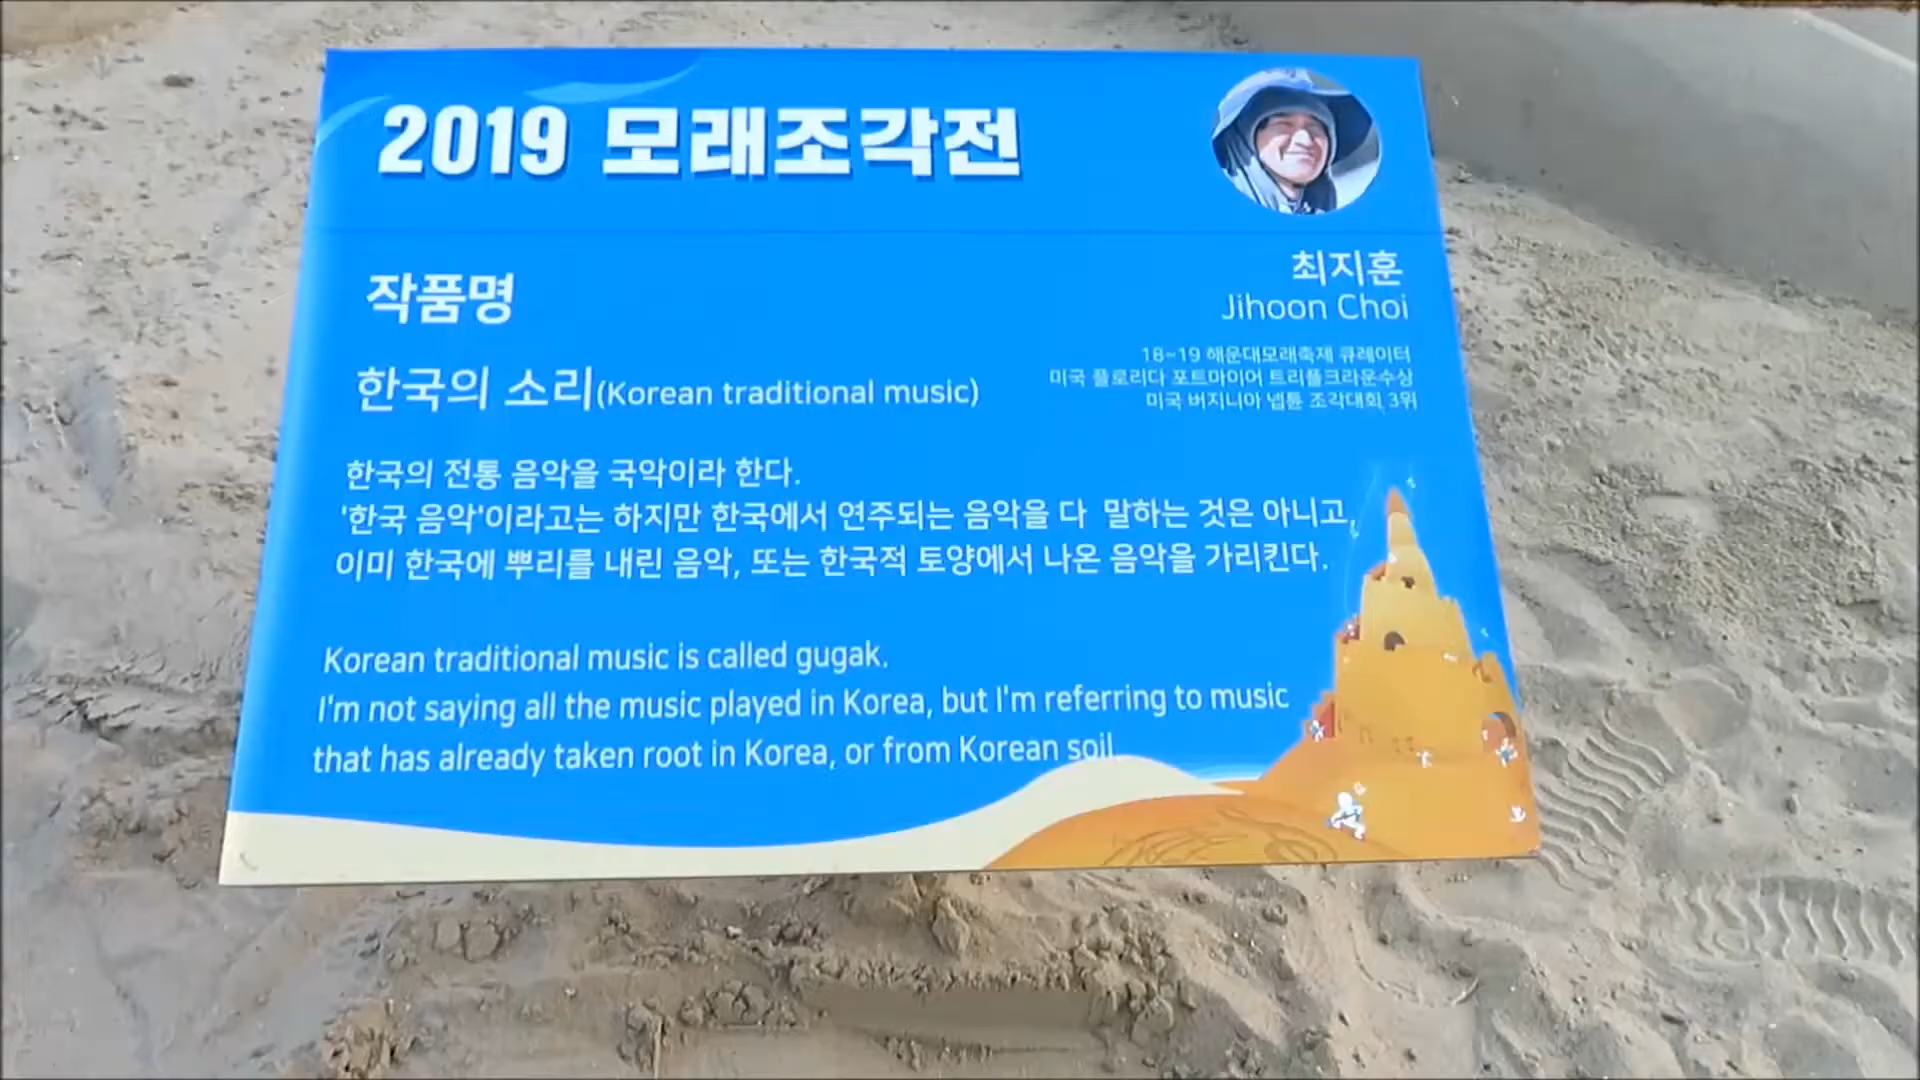 2019 모래조각전
최지훈
Jihoon Choi
18-19 해운대모래축제 큐레이터
미국 플로리다 포트마이어 트리플크라운수상
미국 버지니아 넵튠 조각대회 3위
작품명
한국의 소리(Korean traditional music)
한국의 전통 음악을 국악이라 한다.
'한국 음악'이라고는 하지만 한국에서 연주되는 음악을 다 말하는 것은 아니고,
이미 한국에 뿌리를 내린 음악, 또는 한국적 토양에서 나온 음악을 가리킨다.
Korean traditional music is called gugak.
I'm not saying all the music played in Korea, but I'm referring to music
that has already taken root in Korea, or from Korean soil.